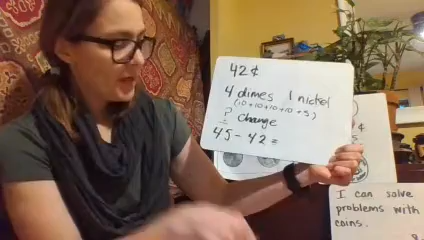 42¢
4 dimes 1 nickel
(10+10+10+10+5)
? change
45-42=
¢
I can solve
problems with
coins.